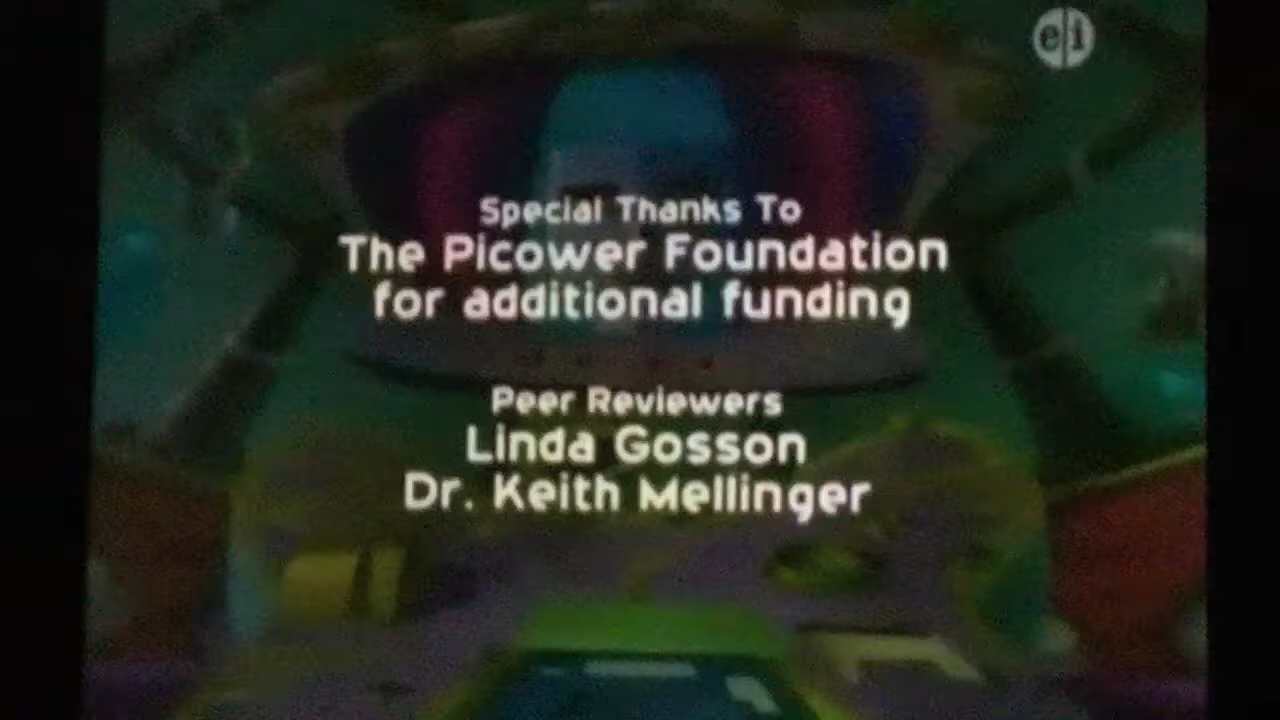 e/i
Special Thanks To
The Picower Foundation
for additional funding
Peer Reviewers
Linda Gosson
Dr. Keith Mellinger